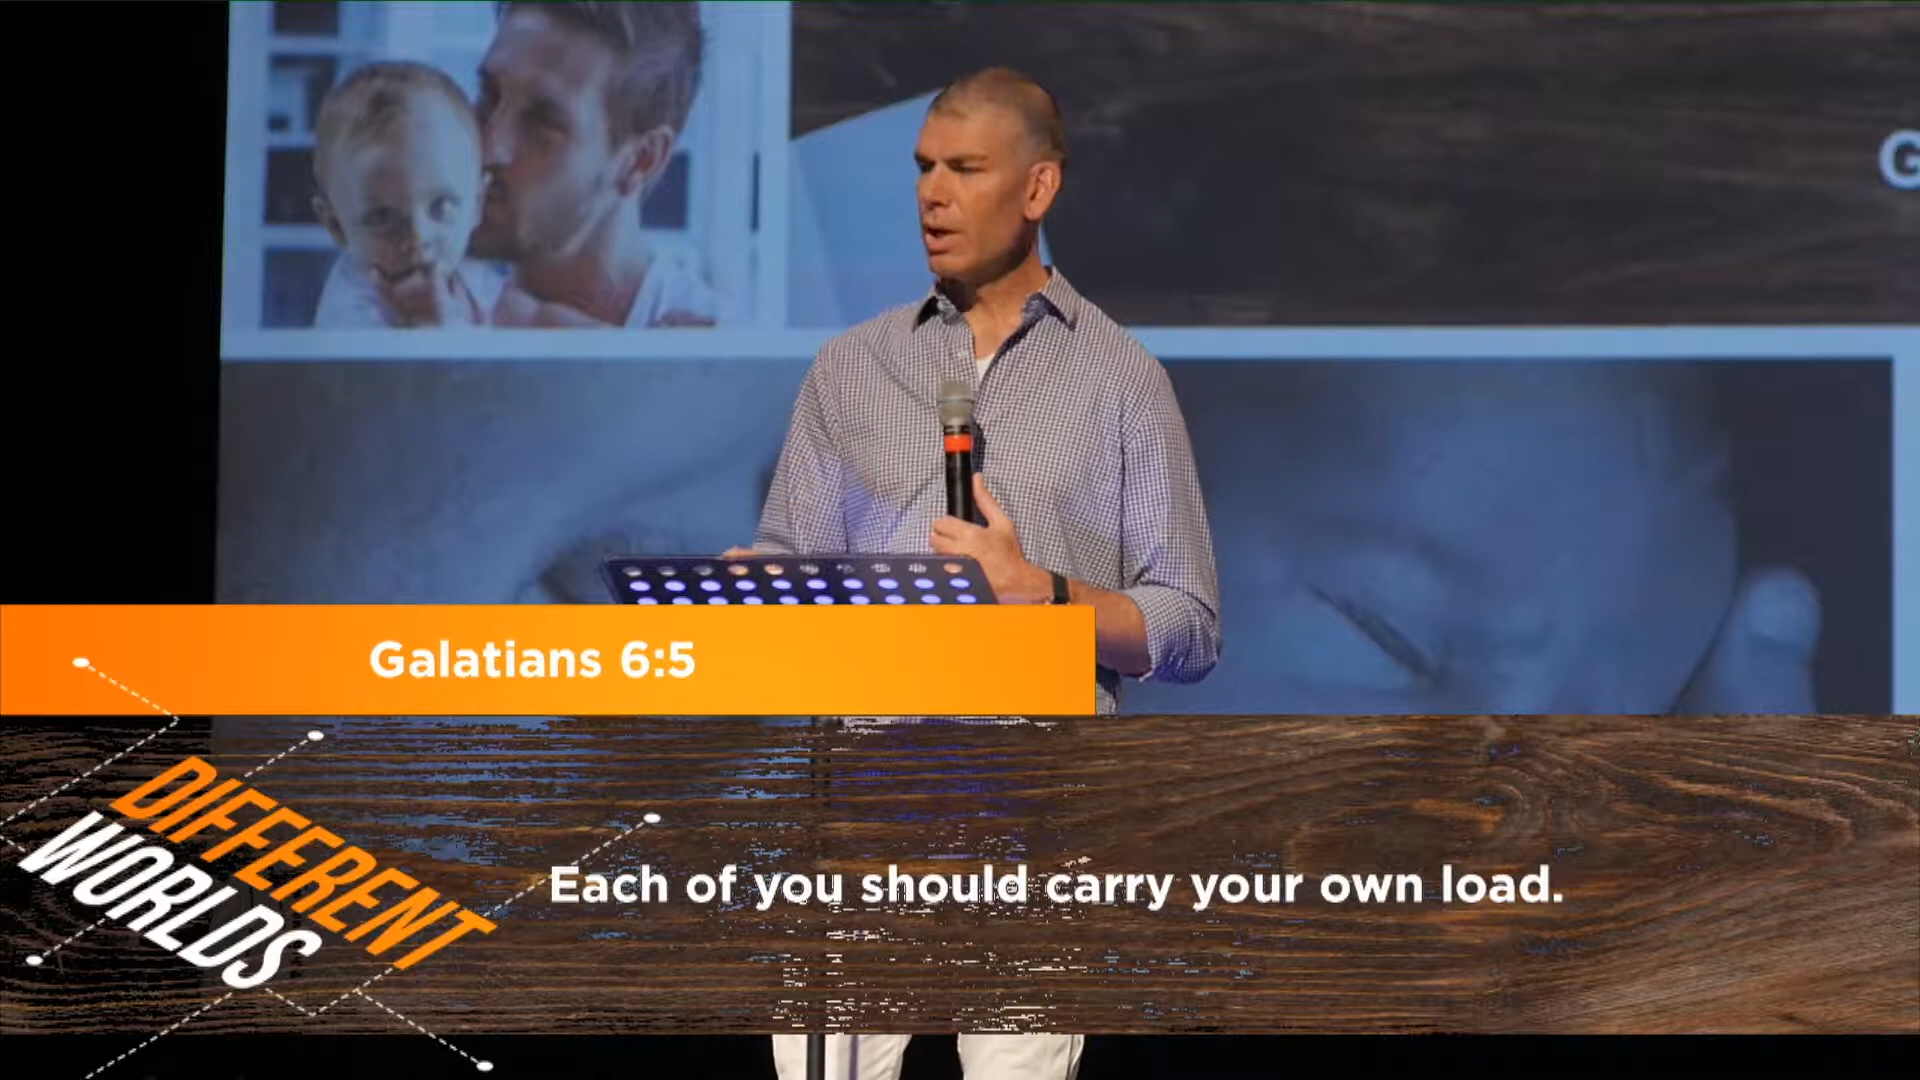 G
Galatians 6:5
DIFFERENT
WORLDS
Each of you should carry your own load.